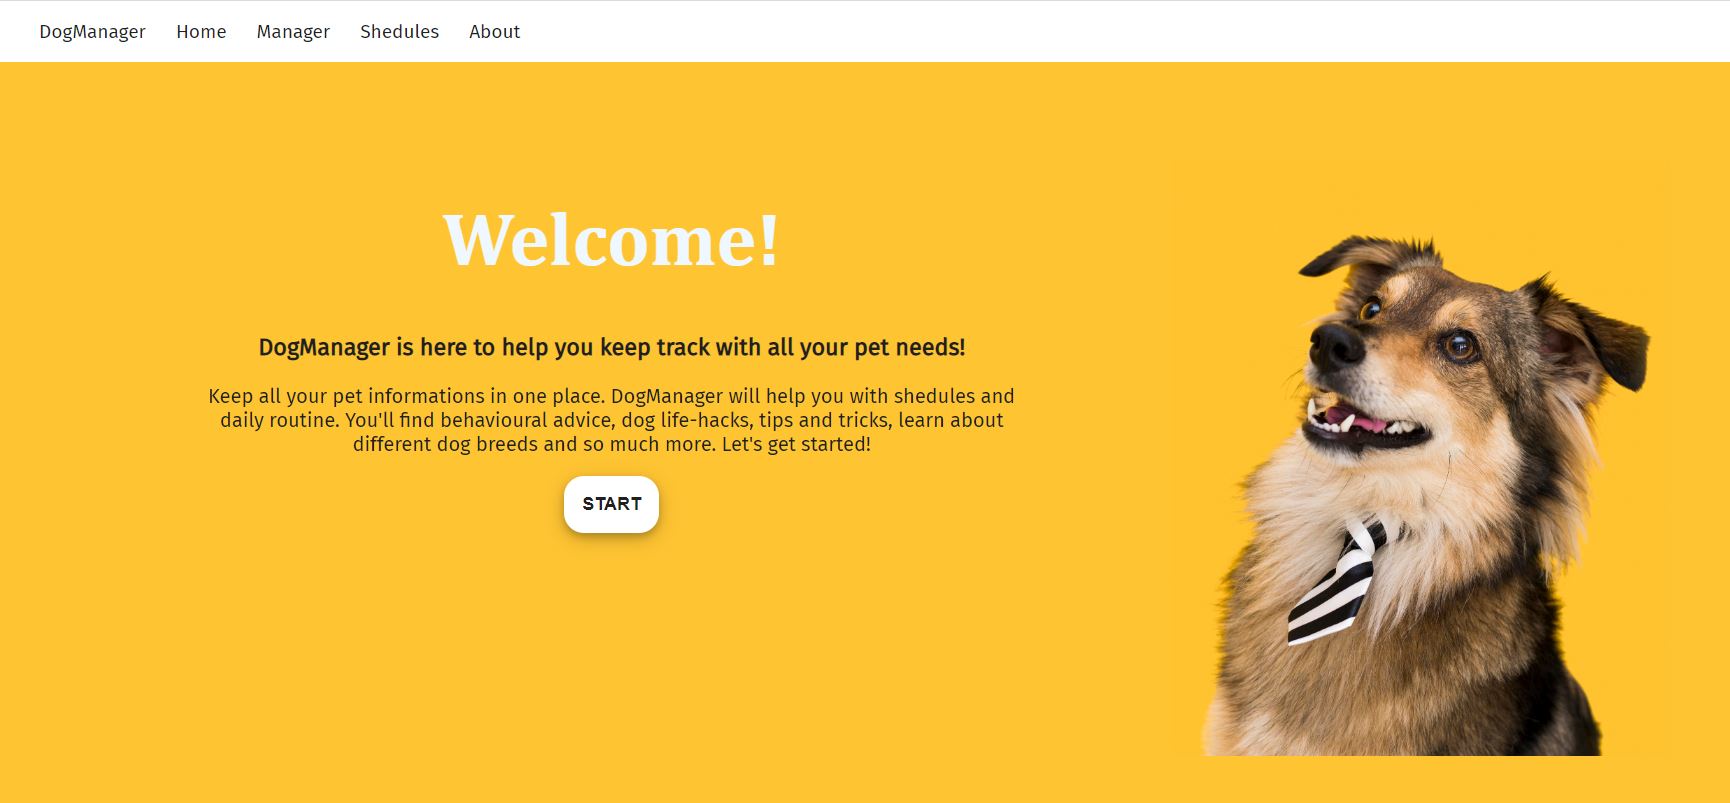 DogManager Home Manager Shedules About
Welcome!
DogManager is here to help you keep track with all your pet needs!
Keep all your pet informations in one place. DogManager will help you with shedules and
daily routine. You'll find behavioural advice, dog life-hacks, tips and tricks, learn about
different dog breeds and so much more. Let's get started!
START